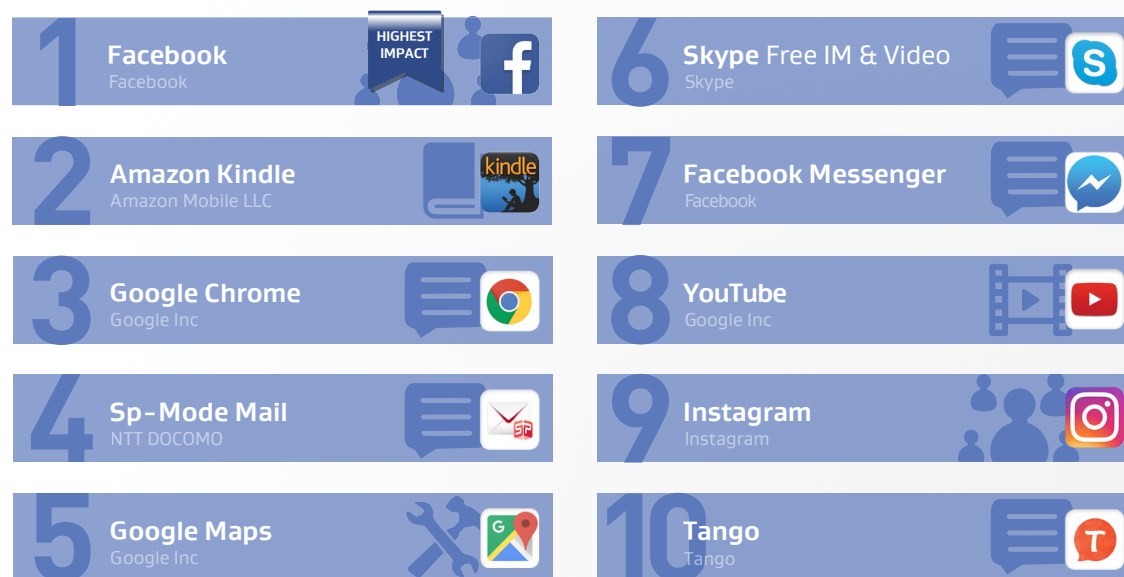 1
Facebook
Facebook
HIGHEST
IMPACT
f
2
Amazon Kindle
Amazon Mobile LLC
kindle
3
Google Chrome
Google Inc
4
Sp-Mode Mail
NTT DOCOMO
SP
5
Google Maps
Google Inc
G
6
Skype Free IM & Video
Skype
S
7
Facebook Messenger
Facebook
8
YouTube
Google Inc
9
Instagram
Instagram
10
Tango
Tango
T